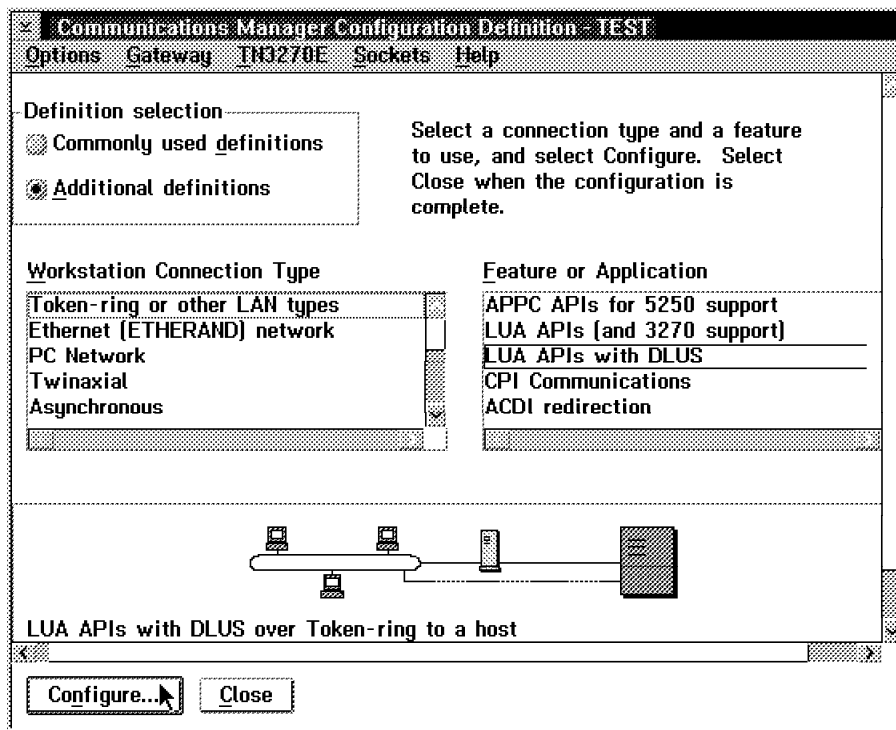 Communications Manager Configuration Definition - TEST
Options Gateway TN3270E Sockets Help
Definition selection
Commonly used definitions
Additional definitions
Select a connection type and a feature
to use, and select Configure. Select
Close when the configuration is
complete.
Workstation Connection Type
Token-ring or other LAN types
Ethernet (ETHERAND) network
PC Network
Twinaxial
Asynchronous
Feature or Application
APPC APIs for 5250 support
LUA APIs (and 3270 support)
LUA APIs with DLUS
CPI Communications
ACDI redirection
LUA APIs with DLUS over Token-ring to a host
Configure... Close